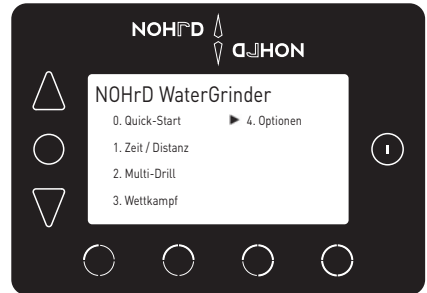 NOHrD
NOHrD
NOHrD WaterGrinder
0. Quick-Start
▶ 4. Optionen
1. Zeit / Distanz
2. Multi-Drill
3. Wettkampf